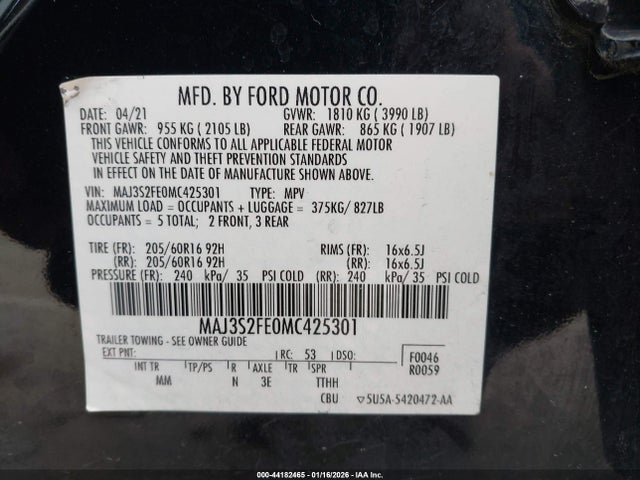 MFD. BY FORD MOTOR CO.
DATE: 04/21 GVWR: 1810 KG ( 3990 LB)
FRONT GAWR: 955 KG ( 2105 LB) REAR GAWR: 865 KG ( 1907 LB)
THIS VEHICLE CONFORMS TO ALL APPLICABLE FEDERAL MOTOR
VEHICLE SAFETY AND THEFT PREVENTION STANDARDS
IN EFFECT ON THE DATE OF MANUFACTURE SHOWN ABOVE.
VIN: MAJ3S2FE0MC425301 TYPE: MPV
MAXIMUM LOAD = OCCUPANTS + LUGGAGE = 375KG/ 827LB
OCCUPANTS = 5 TOTAL; 2 FRONT, 3 REAR
TIRE (FR): 205/60R16 92H RIMS (FR): 16x6.5J
(RR): 205/60R16 92H (RR): 16x6.5J
PRESSURE (FR): 240 kPa/ 35 PSI COLD (RR): 240 kPa/ 35 PSI COLD
MAJ3S2FE0MC425301
TRAILER TOWING - SEE OWNER GUIDE
EXT PNT: RC: 53 DSO: F0046
R0059
INT TR TP/PS R AXLE TR SPR
MM N 3E TTHH
CBU ▽5U5A-5420472-AA
000-44182465 - 01/16/2026 - IAA Inc.